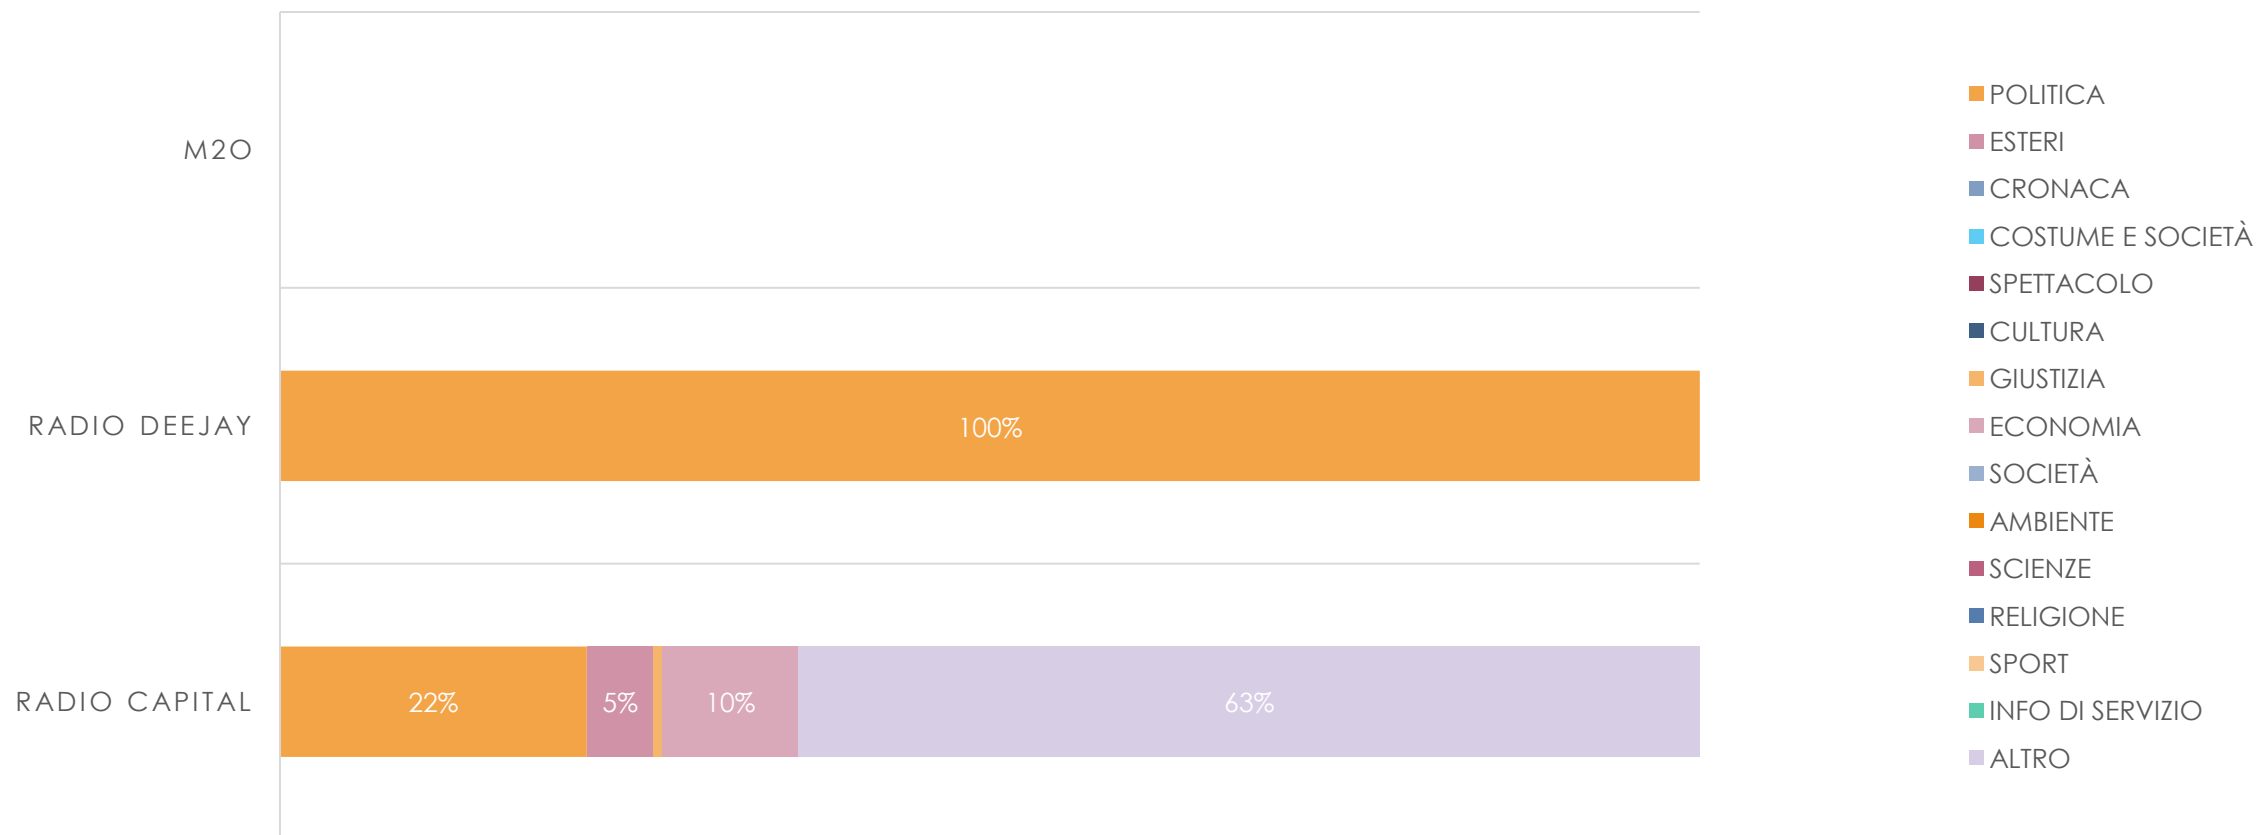 M2O
RADIO DEEJAY
100%
RADIO CAPITAL
22%
5%
10%
63%
POLITICA
ESTERI
CRONACA
COSTUME E SOCIETÀ
SPETTACOLO
CULTURA
GIUSTIZIA
ECONOMIA
SOCIETÀ
AMBIENTE
SCIENZE
RELIGIONE
SPORT
INFO DI SERVIZIO
ALTRO